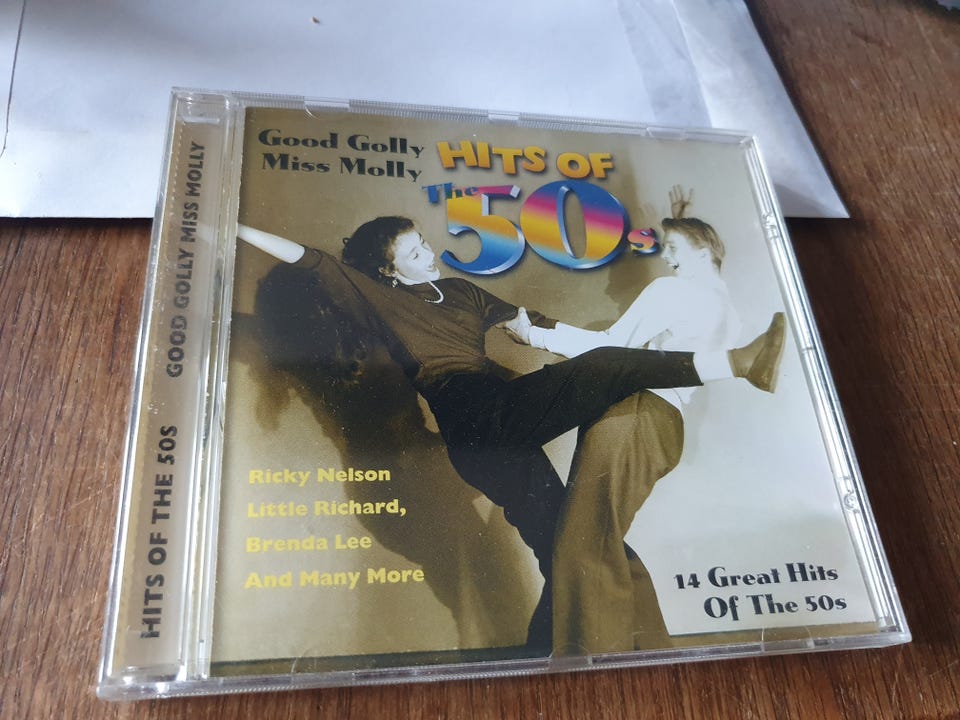 Good Golly
Miss Molly
HITS OF
The 50s
Ricky Nelson
Little Richard,
Brenda Lee
And Many More
14 Great Hits
Of The 50s
HITS OF THE 50S GOOD GOLLY MISS MOLLY